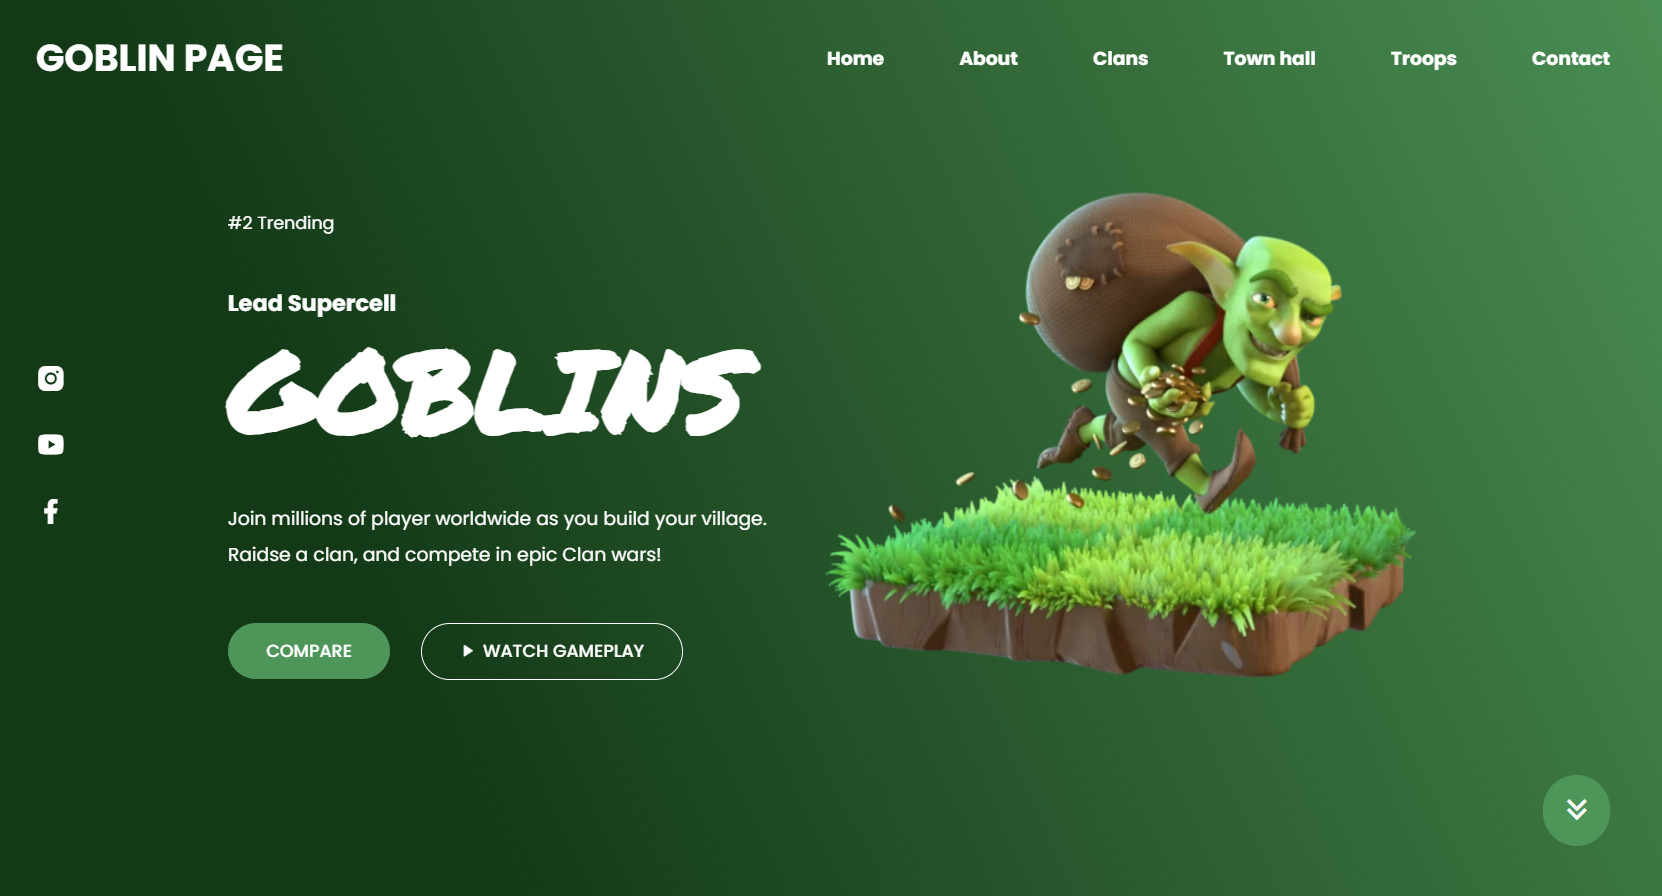 GOBLIN PAGE
Home About Clans Town hall Troops Contact
#2 Trending
Lead Supercell
GOBLINS
Join millions of player worldwide as you build your village.
Raidse a clan, and compete in epic Clan wars!
COMPARE
WATCH GAMEPLAY